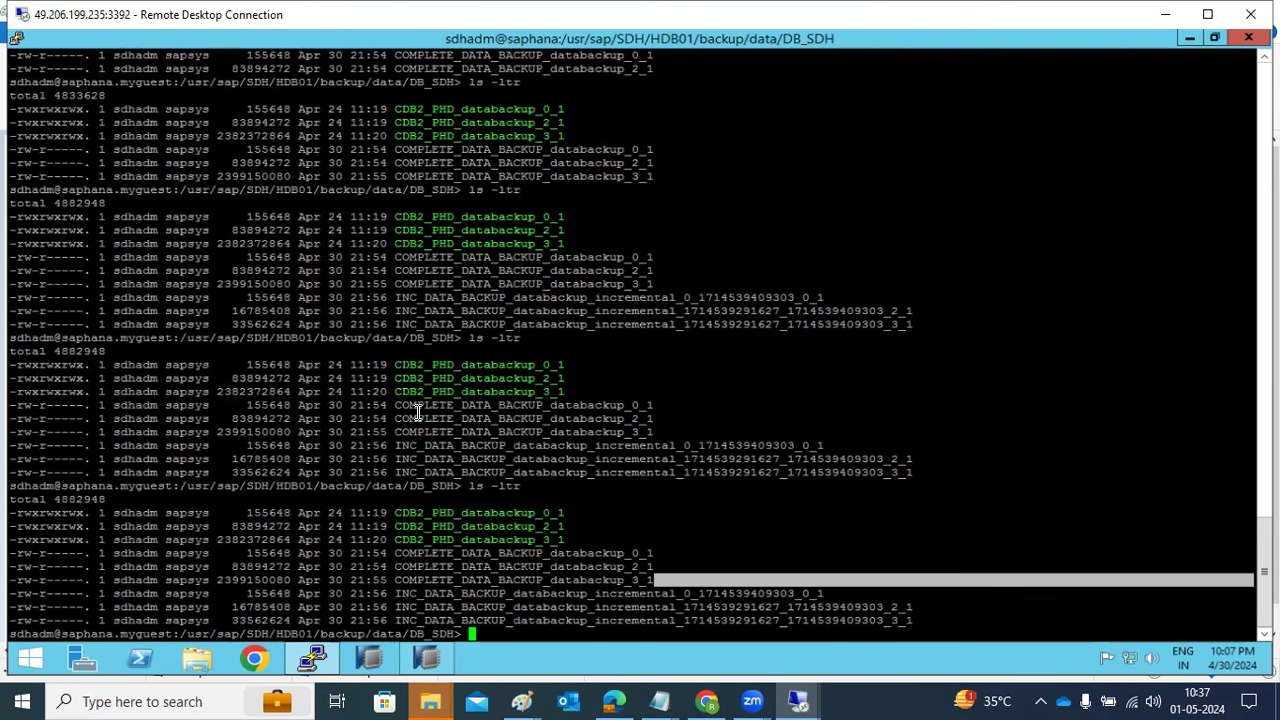 49.206.199.235:3392 - Remote Desktop Connection
sdhadm@saphana:/usr/sap/SDH/HDB01/backup/data/DB_SDH
-rw-r-----. 1 sdhadm sapsys     155648 Apr 30 21:54 COMPLETE_DATA_BACKUP_databackup_0_1
-rw-r-----. 1 sdhadm sapsys   83894272 Apr 30 21:54 COMPLETE_DATA_BACKUP_databackup_2_1
sdhadm@saphana.myguest:/usr/sap/SDH/HDB01/backup/data/DB_SDH> ls -ltr
total 4833628
-rwxrwxrwx. 1 sdhadm sapsys     155648 Apr 24 11:19 CDB2_PHD_databackup_0_1
-rwxrwxrwx. 1 sdhadm sapsys   83894272 Apr 24 11:19 CDB2_PHD_databackup_2_1
-rwxrwxrwx. 1 sdhadm sapsys 2382372864 Apr 24 11:20 CDB2_PHD_databackup_3_1
-rw-r-----. 1 sdhadm sapsys     155648 Apr 30 21:54 COMPLETE_DATA_BACKUP_databackup_0_1
-rw-r-----. 1 sdhadm sapsys   83894272 Apr 30 21:54 COMPLETE_DATA_BACKUP_databackup_2_1
-rw-r-----. 1 sdhadm sapsys 2399150080 Apr 30 21:55 COMPLETE_DATA_BACKUP_databackup_3_1
sdhadm@saphana.myguest:/usr/sap/SDH/HDB01/backup/data/DB_SDH> ls -ltr
total 4882948
-rwxrwxrwx. 1 sdhadm sapsys     155648 Apr 24 11:19 CDB2_PHD_databackup_0_1
-rwxrwxrwx. 1 sdhadm sapsys   83894272 Apr 24 11:19 CDB2_PHD_databackup_2_1
-rwxrwxrwx. 1 sdhadm sapsys 2382372864 Apr 24 11:20 CDB2_PHD_databackup_3_1
-rw-r-----. 1 sdhadm sapsys     155648 Apr 30 21:54 COMPLETE_DATA_BACKUP_databackup_0_1
-rw-r-----. 1 sdhadm sapsys   83894272 Apr 30 21:54 COMPLETE_DATA_BACKUP_databackup_2_1
-rw-r-----. 1 sdhadm sapsys 2399150080 Apr 30 21:55 COMPLETE_DATA_BACKUP_databackup_3_1
-rw-r-----. 1 sdhadm sapsys     155648 Apr 30 21:56 INC_DATA_BACKUP_databackup_incremental_0_1714539409303_0_1
-rw-r-----. 1 sdhadm sapsys   16785408 Apr 30 21:56 INC_DATA_BACKUP_databackup_incremental_1714539291627_1714539409303_2_1
-rw-r-----. 1 sdhadm sapsys   33562624 Apr 30 21:56 INC_DATA_BACKUP_databackup_incremental_1714539291627_1714539409303_3_1
sdhadm@saphana.myguest:/usr/sap/SDH/HDB01/backup/data/DB_SDH> ls -ltr
total 4882948
-rwxrwxrwx. 1 sdhadm sapsys     155648 Apr 24 11:19 CDB2_PHD_databackup_0_1
-rwxrwxrwx. 1 sdhadm sapsys   83894272 Apr 24 11:19 CDB2_PHD_databackup_2_1
-rwxrwxrwx. 1 sdhadm sapsys 2382372864 Apr 24 11:20 CDB2_PHD_databackup_3_1
-rw-r-----. 1 sdhadm sapsys     155648 Apr 30 21:54 COMPLETE_DATA_BACKUP_databackup_0_1
-rw-r-----. 1 sdhadm sapsys   83894272 Apr 30 21:54 COMPLETE_DATA_BACKUP_databackup_2_1
-rw-r-----. 1 sdhadm sapsys 2399150080 Apr 30 21:55 COMPLETE_DATA_BACKUP_databackup_3_1
-rw-r-----. 1 sdhadm sapsys     155648 Apr 30 21:56 INC_DATA_BACKUP_databackup_incremental_0_1714539409303_0_1
-rw-r-----. 1 sdhadm sapsys   16785408 Apr 30 21:56 INC_DATA_BACKUP_databackup_incremental_1714539291627_1714539409303_2_1
-rw-r-----. 1 sdhadm sapsys   33562624 Apr 30 21:56 INC_DATA_BACKUP_databackup_incremental_1714539291627_1714539409303_3_1
sdhadm@saphana.myguest:/usr/sap/SDH/HDB01/backup/data/DB_SDH> ls -ltr
total 4882948
-rwxrwxrwx. 1 sdhadm sapsys     155648 Apr 24 11:19 CDB2_PHD_databackup_0_1
-rwxrwxrwx. 1 sdhadm sapsys   83894272 Apr 24 11:19 CDB2_PHD_databackup_2_1
-rwxrwxrwx. 1 sdhadm sapsys 2382372864 Apr 24 11:20 CDB2_PHD_databackup_3_1
-rw-r-----. 1 sdhadm sapsys     155648 Apr 30 21:54 COMPLETE_DATA_BACKUP_databackup_0_1
-rw-r-----. 1 sdhadm sapsys   83894272 Apr 30 21:54 COMPLETE_DATA_BACKUP_databackup_2_1
-rw-r-----. 1 sdhadm sapsys 2399150080 Apr 30 21:55 COMPLETE_DATA_BACKUP_databackup_3_1
-rw-r-----. 1 sdhadm sapsys     155648 Apr 30 21:56 INC_DATA_BACKUP_databackup_incremental_0_1714539409303_0_1
-rw-r-----. 1 sdhadm sapsys   16785408 Apr 30 21:56 INC_DATA_BACKUP_databackup_incremental_1714539291627_1714539409303_2_1
-rw-r-----. 1 sdhadm sapsys   33562624 Apr 30 21:56 INC_DATA_BACKUP_databackup_incremental_1714539291627_1714539409303_3_1
sdhadm@saphana.myguest:/usr/sap/SDH/HDB01/backup/data/DB_SDH>
ENG 10:07 PM
IN 4/30/2024
Type here to search
1
35°C
ENG
IN
10:37
01-05-2024